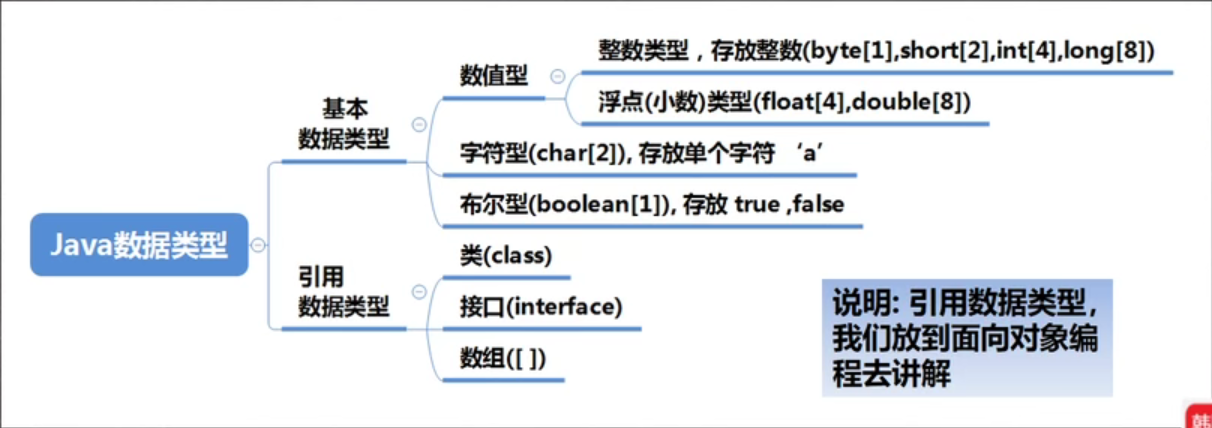 Java数据类型
基本
数据类型
数值型
整数类型，存放整数(byte[1],short[2],int[4],long[8])
浮点(小数)类型(float[4],double[8])
字符型(char[2]), 存放单个字符 ‘a’
布尔型(boolean[1]), 存放 true ,false
引用
数据类型
类(class)
接口(interface)
数组([ ])
说明: 引用数据类型,
我们放到面向对象编
程去讲解